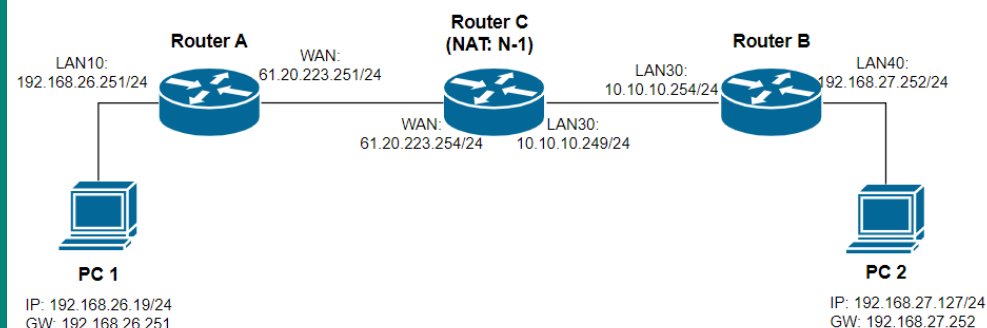 Router A
WAN:
61.20.223.251/24
LAN10:
192.168.26.251/24
Router C
(NAT: N-1)
WAN:
61.20.223.254/24
LAN30:
10.10.10.249/24
Router B
LAN30:
10.10.10.254/24
LAN40:
192.168.27.252/24
PC 1
IP: 192.168.26.19/24
GW: 192.168.26.251
PC 2
IP: 192.168.27.127/24
GW: 192.168.27.252